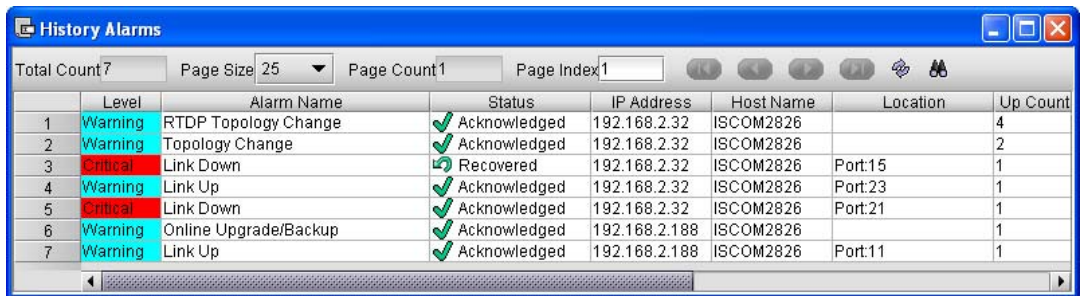 History Alarms
Total Count 7 Page Size 25 Page Count 1 Page Index 1
Level Alarm Name Status IP Address Host Name Location Up Count
1 Warning RTDP Topology Change Acknowledged 192.168.2.32 ISCOM2826 4
2 Warning Topology Change Acknowledged 192.168.2.32 ISCOM2826 2
3 Critical Link Down Recovered 192.168.2.32 ISCOM2826 Port:15 1
4 Warning Link Up Acknowledged 192.168.2.32 ISCOM2826 Port:23 1
5 Critical Link Down Acknowledged 192.168.2.32 ISCOM2826 Port:21 1
6 Warning Online Upgrade/Backup Acknowledged 192.168.2.188 ISCOM2826 1
7 Warning Link Up Acknowledged 192.168.2.188 ISCOM2826 Port:11 1